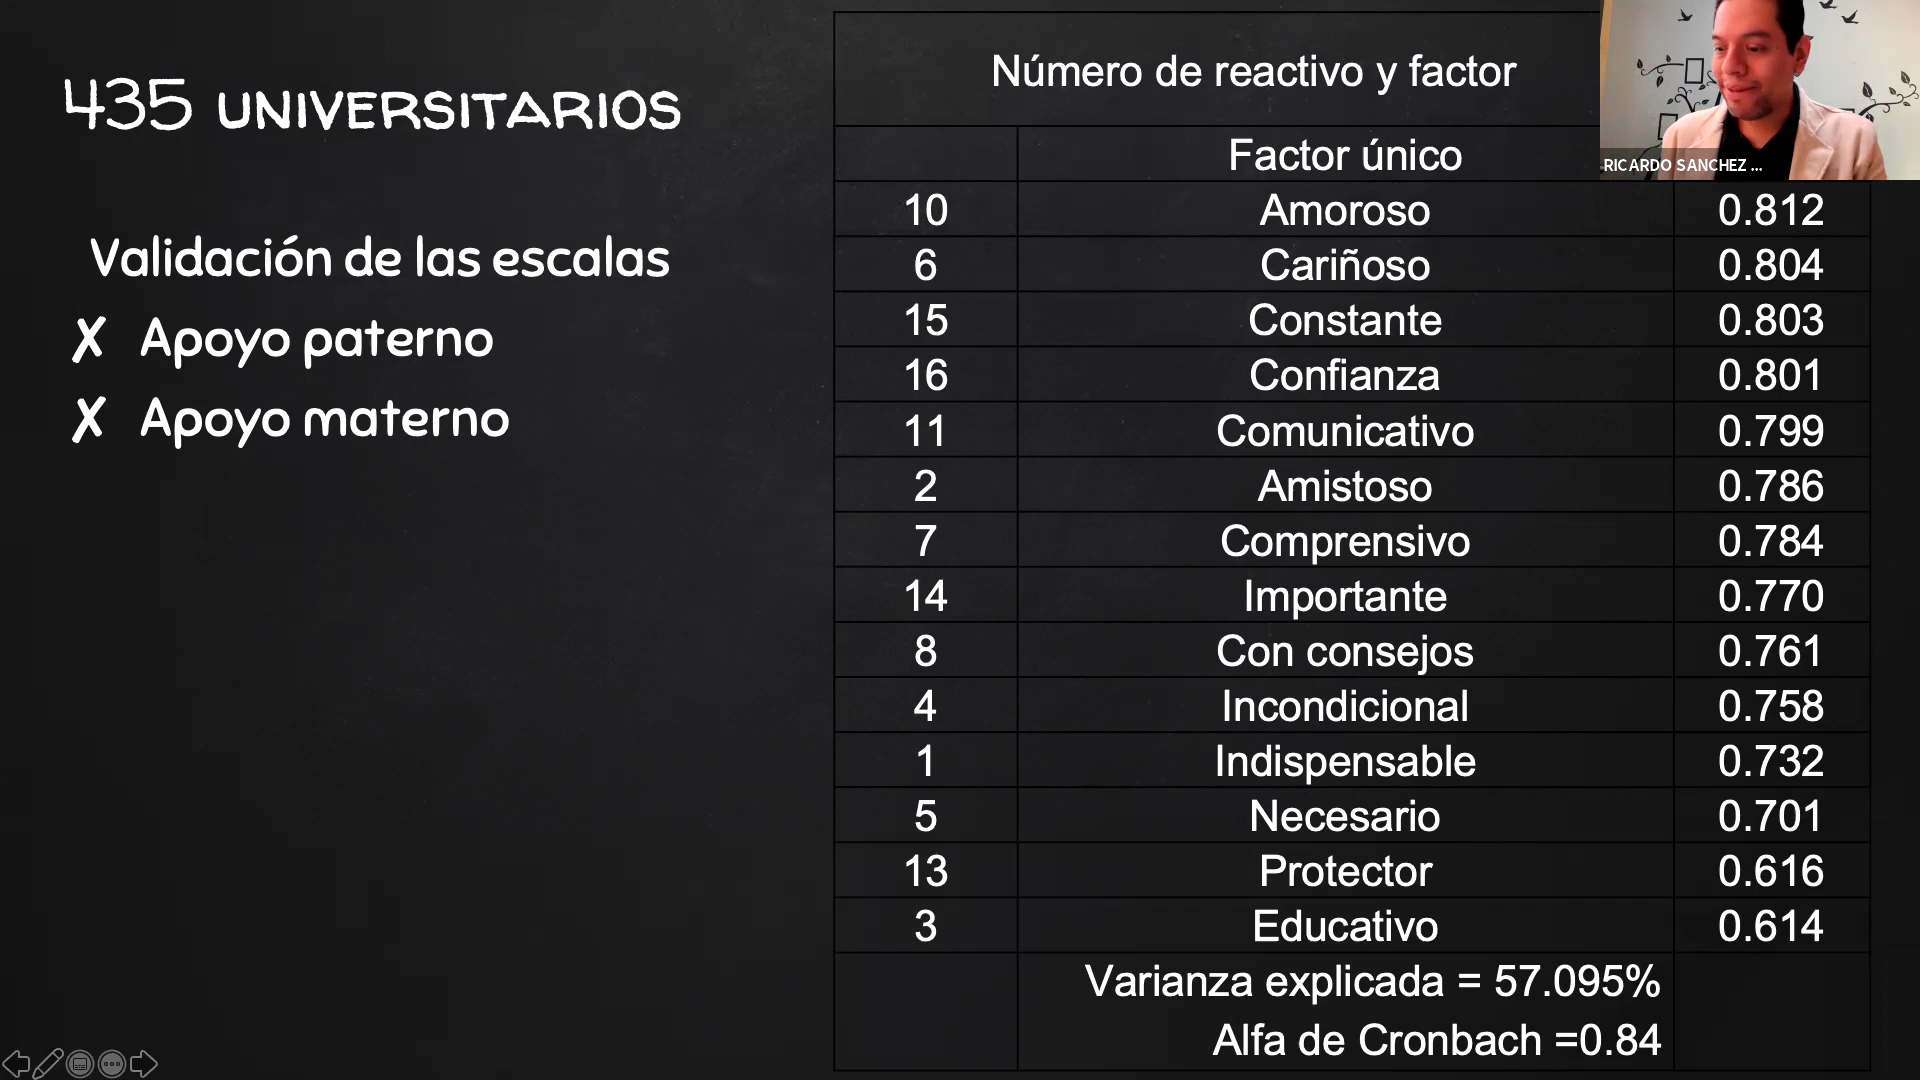 435 UNIVERSITARIOS
Validación de las escalas
✗ Apoyo paterno
✗ Apoyo materno
Número de reactivo y factor
Factor único
10 Amoroso 0.812
6 Cariñoso 0.804
15 Constante 0.803
16 Confianza 0.801
11 Comunicativo 0.799
2 Amistoso 0.786
7 Comprensivo 0.784
14 Importante 0.770
8 Con consejos 0.761
4 Incondicional 0.758
1 Indispensable 0.732
5 Necesario 0.701
13 Protector 0.616
3 Educativo 0.614
Varianza explicada = 57.095%
Alfa de Cronbach =0.84
RICARDO SANCHEZ ...